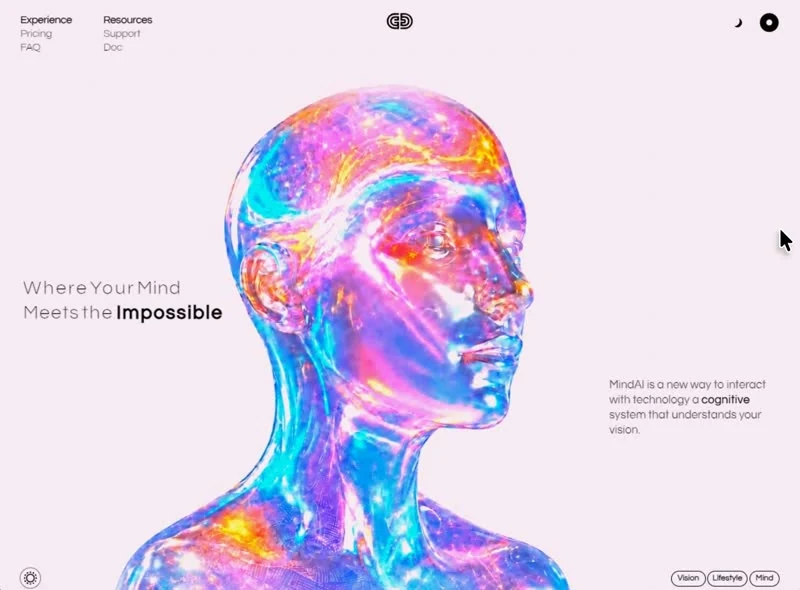 Experience
Pricing
FAQ
Resources
Support
Doc
Where Your Mind
Meets the Impossible
MindAI is a new way to interact
with technology a cognitive
system that understands your
vision.
Vision
Lifestyle
Mind